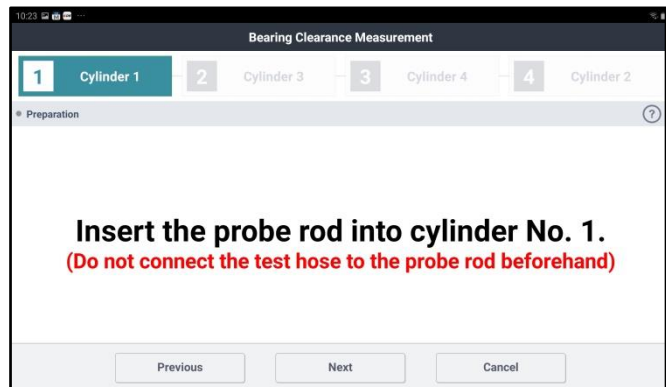 10:23
Bearing Clearance Measurement
1 Cylinder 1
2 Cylinder 3
3 Cylinder 4
4 Cylinder 2
Preparation
?
Insert the probe rod into cylinder No. 1.
(Do not connect the test hose to the probe rod beforehand)
Previous
Next
Cancel